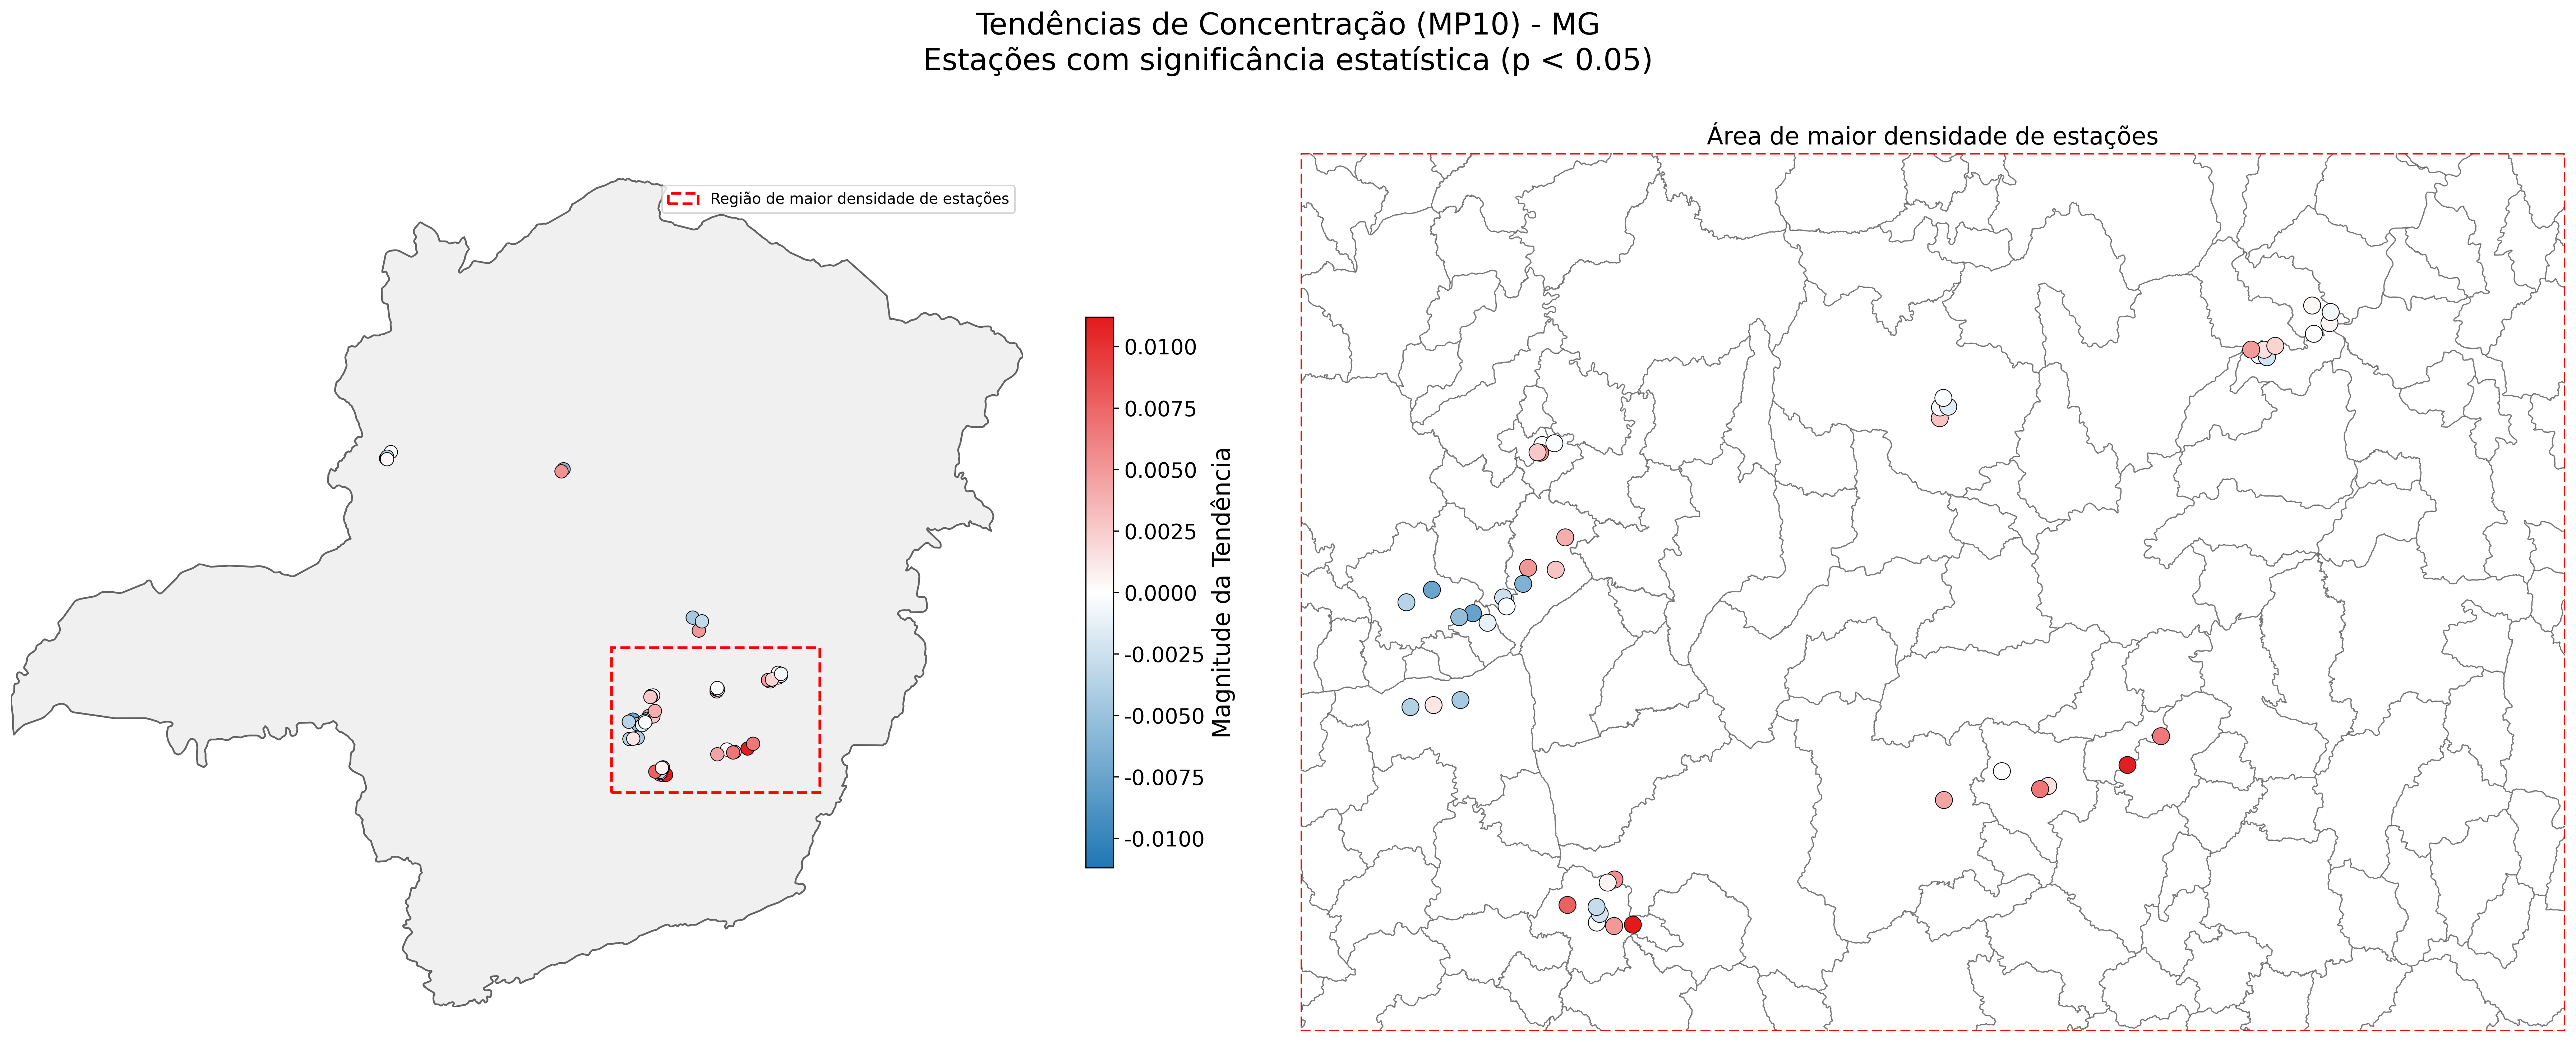 Tendências de Concentração (MP10) - MG
Estações com significância estatística (p < 0.05)
Região de maior densidade de estações
0.0100
0.0075
0.0050
0.0025
0.0000
-0.0025
-0.0050
-0.0075
-0.0100
Magnitude da Tendência
Área de maior densidade de estações